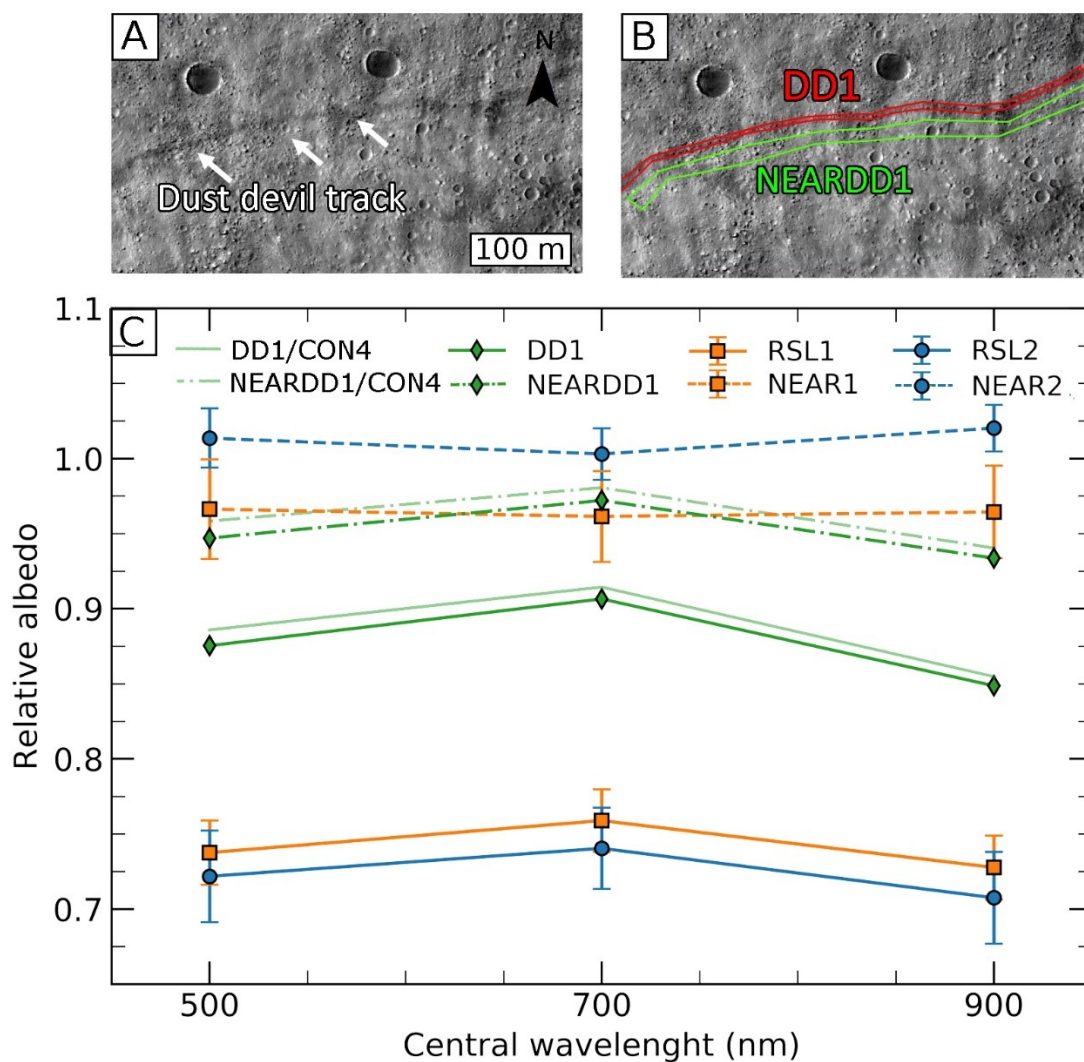 A
N
Dust devil track
100 m
B
DD1
NEARDD1
C
DD1/CON4 DD1 RSL1 RSL2
NEARDD1/CON4 NEARDD1 NEAR1 NEAR2
1.1
1.0
0.9
0.8
0.7
Relative albedo
500 700 900
Central wavelenght (nm)